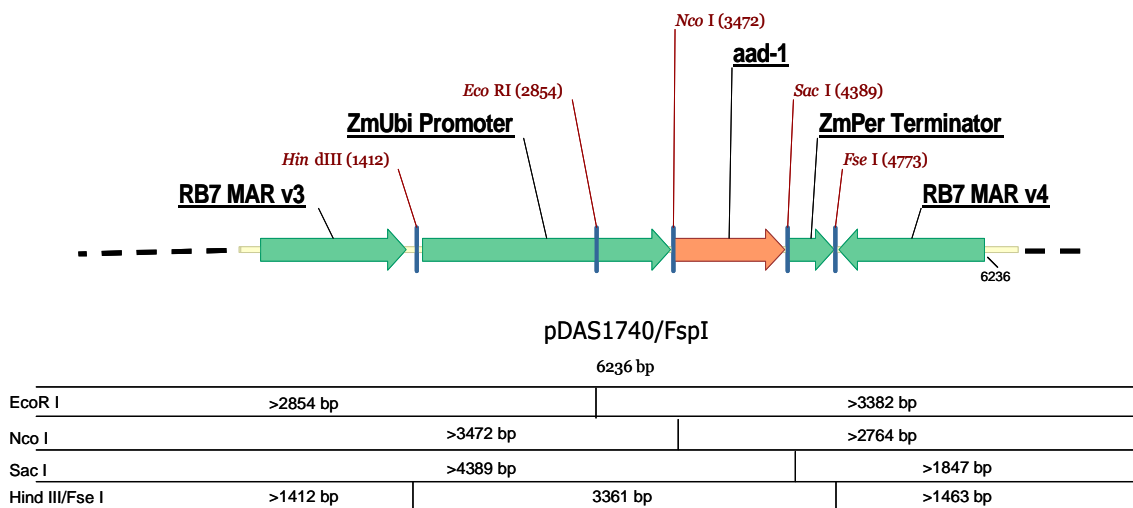 Nco I (3472)
aad-1
Eco RI (2854)
Sac I (4389)
ZmUbi Promoter
ZmPer Terminator
Hin dIII (1412)
Fse I (4773)
RB7 MAR v3
RB7 MAR v4
6236
pDAS1740/FspI
6236 bp
EcoR I >2854 bp >3382 bp
Nco I >3472 bp >2764 bp
Sac I >4389 bp >1847 bp
Hind III/Fse I >1412 bp 3361 bp >1463 bp